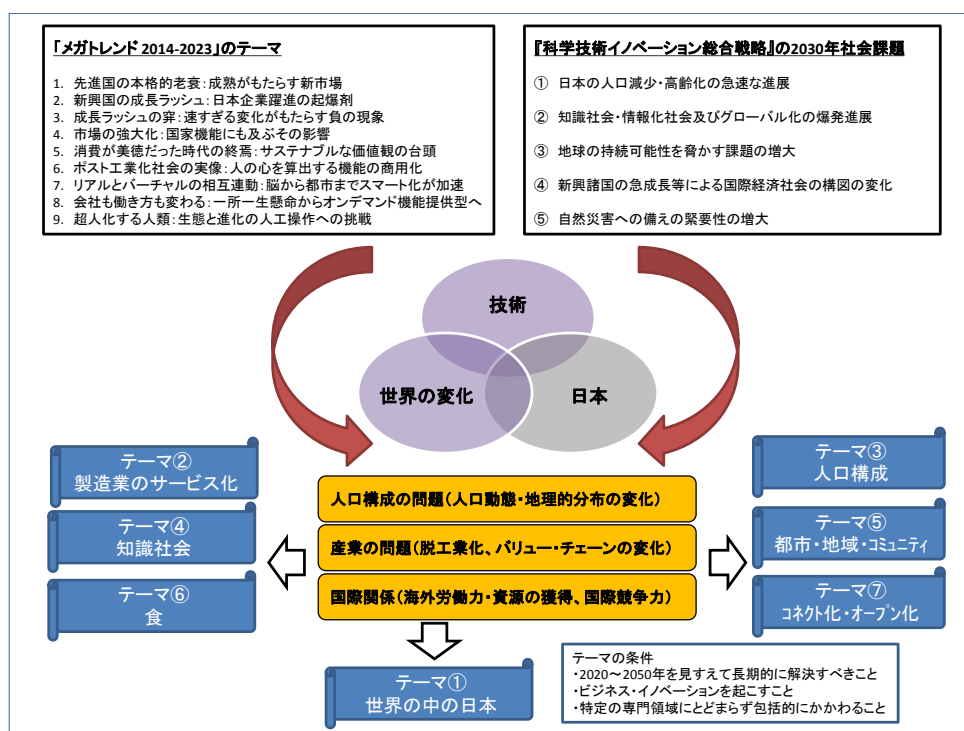 「メガトレンド 2014-2023」のテーマ
1. 先進国の本格的老衰：成熟がもたらす新市場
2. 新興国の成長ラッシュ：日本企業躍進の起爆剤
3. 成長ラッシュの穽：速すぎる変化がもたらす負の現象
4. 市場の強大化：国家機能にも及ぶその影響
5. 消費が美徳だった時代の終焉：サステナブルな価値観の台頭
6. ポスト工業化社会の実像：人の心を算出する機能の商用化
7. リアルとバーチャルの相互連動：脳から都市までスマート化が加速
8. 会社も働き方も変わる：一所一生懸命からオンデマンド機能提供型へ
9. 超人化する人類：生態と進化の人工操作への挑戦
『科学技術イノベーション総合戦略』の2030年社会課題
① 日本の人口減少・高齢化の急速な進展
② 知識社会・情報化社会及びグローバル化の爆発進展
③ 地球の持続可能性を脅かす課題の増大
④ 新興諸国の急成長等による国際経済社会の構図の変化
⑤ 自然災害への備えの緊要性の増大
技術
世界の変化
日本
テーマ②
製造業のサービス化
テーマ④
知識社会
テーマ⑥
食
人口構成の問題（人口動態・地理的分布の変化）
産業の問題（脱工業化、バリュー・チェーンの変化）
国際関係（海外労働力・資源の獲得、国際競争力）
テーマ③
人口構成
テーマ⑤
都市・地域・コミュニティ
テーマ⑦
コネクト化・オープン化
テーマ①
世界の中の日本
テーマの条件
・2020～2050年を見すえて長期的に解決すべきこと
・ビジネス・イノベーションを起こすこと
・特定の専門領域にとどまらず包括的にかかわること